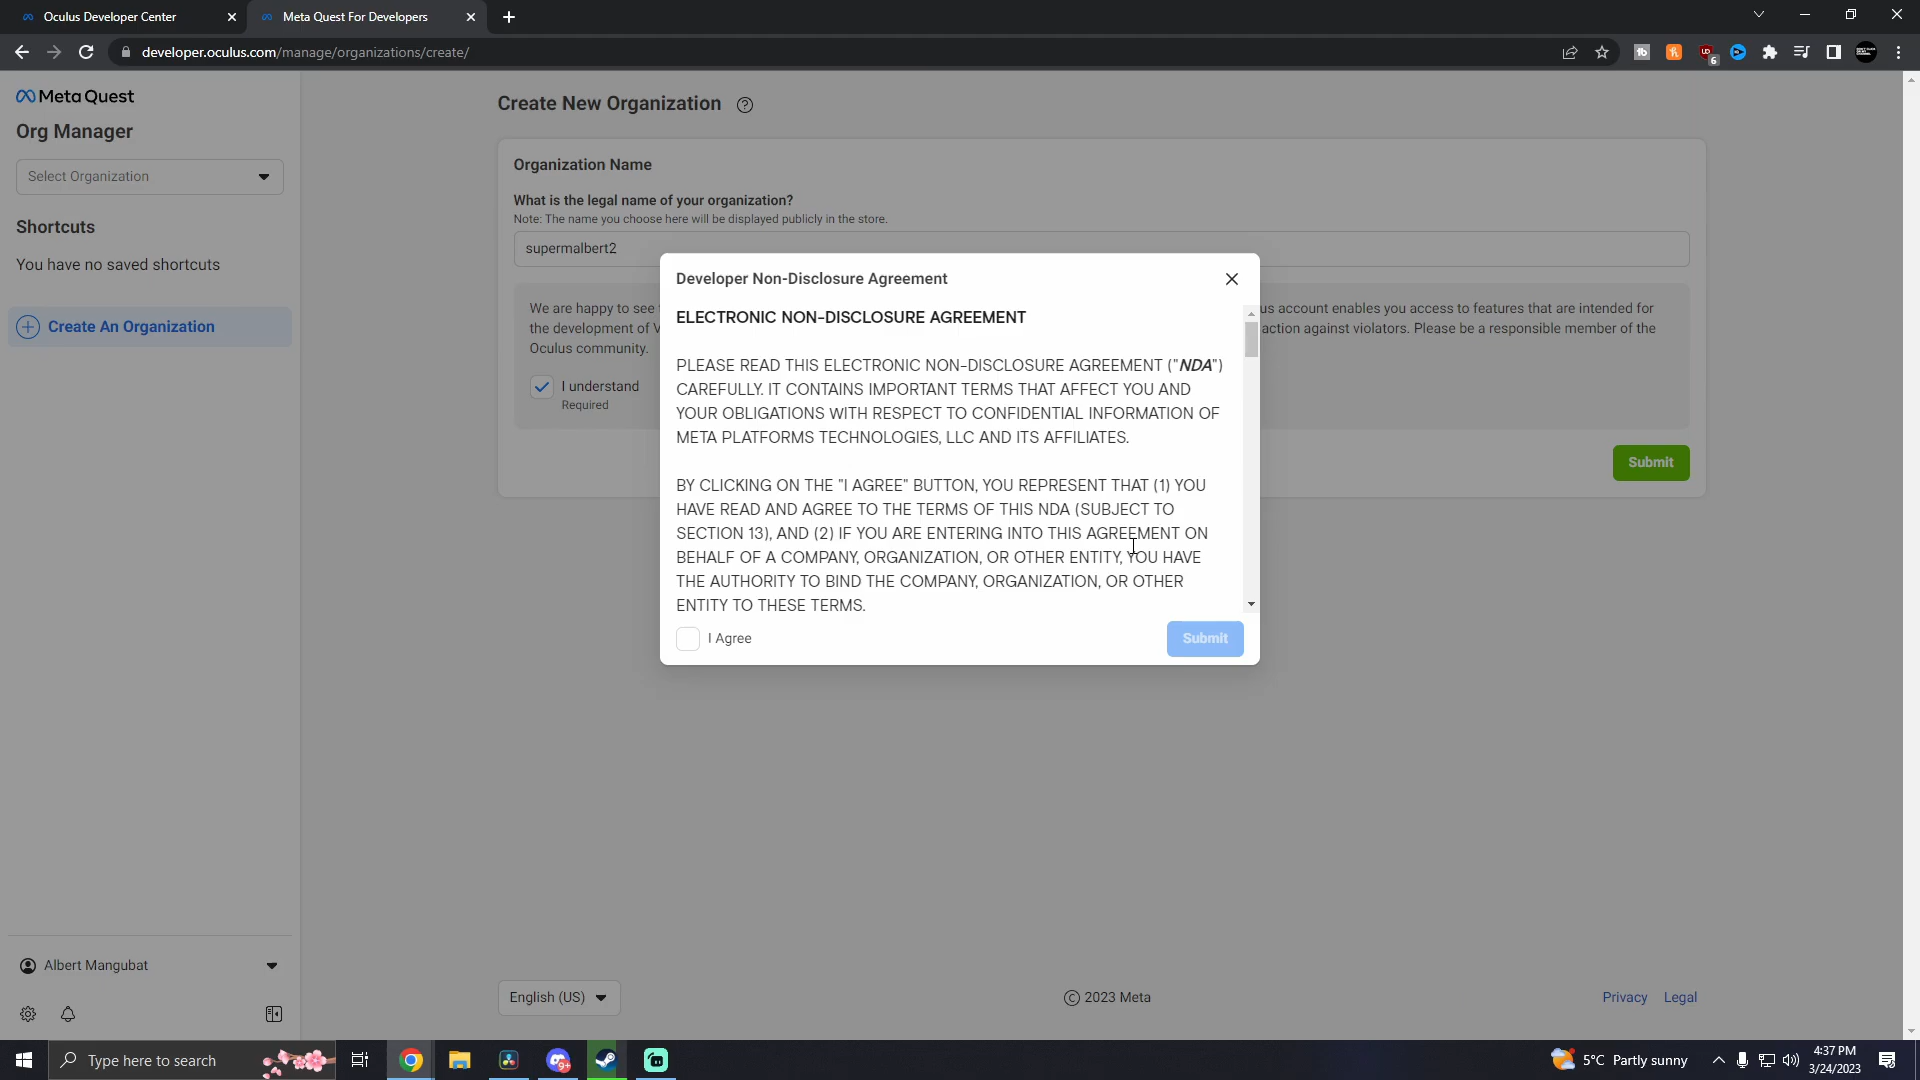 Oculus Developer Center
Meta Quest For Developers
developer.oculus.com/manage/organizations/create/
6
Meta Quest
Org Manager
Select Organization
Shortcuts
You have no saved shortcuts
Create An Organization
Create New Organization
Organization Name
What is the legal name of your organization?
Note: The name you choose here will be displayed publicly in the store.
supermalbert2
We are happy to see
us account enables you access to features that are intended for
the development of V
action against violators. Please be a responsible member of the
Oculus community.
I understand
Required
Submit
Developer Non-Disclosure Agreement
ELECTRONIC NON-DISCLOSURE AGREEMENT
PLEASE READ THIS ELECTRONIC NON-DISCLOSURE AGREEMENT ("NDA")
CAREFULLY. IT CONTAINS IMPORTANT TERMS THAT AFFECT YOU AND
YOUR OBLIGATIONS WITH RESPECT TO CONFIDENTIAL INFORMATION OF
META PLATFORMS TECHNOLOGIES, LLC AND ITS AFFILIATES.
BY CLICKING ON THE "I AGREE" BUTTON, YOU REPRESENT THAT (1) YOU
HAVE READ AND AGREE TO THE TERMS OF THIS NDA (SUBJECT TO
SECTION 13), AND (2) IF YOU ARE ENTERING INTO THIS AGREEMENT ON
BEHALF OF A COMPANY, ORGANIZATION, OR OTHER ENTITY, YOU HAVE
THE AUTHORITY TO BIND THE COMPANY, ORGANIZATION, OR OTHER
ENTITY TO THESE TERMS.
I Agree
Submit
Albert Mangubat
English (US)
© 2023 Meta
Privacy
Legal
Type here to search
9+
5°C Partly sunny
4:37 PM
3/24/2023